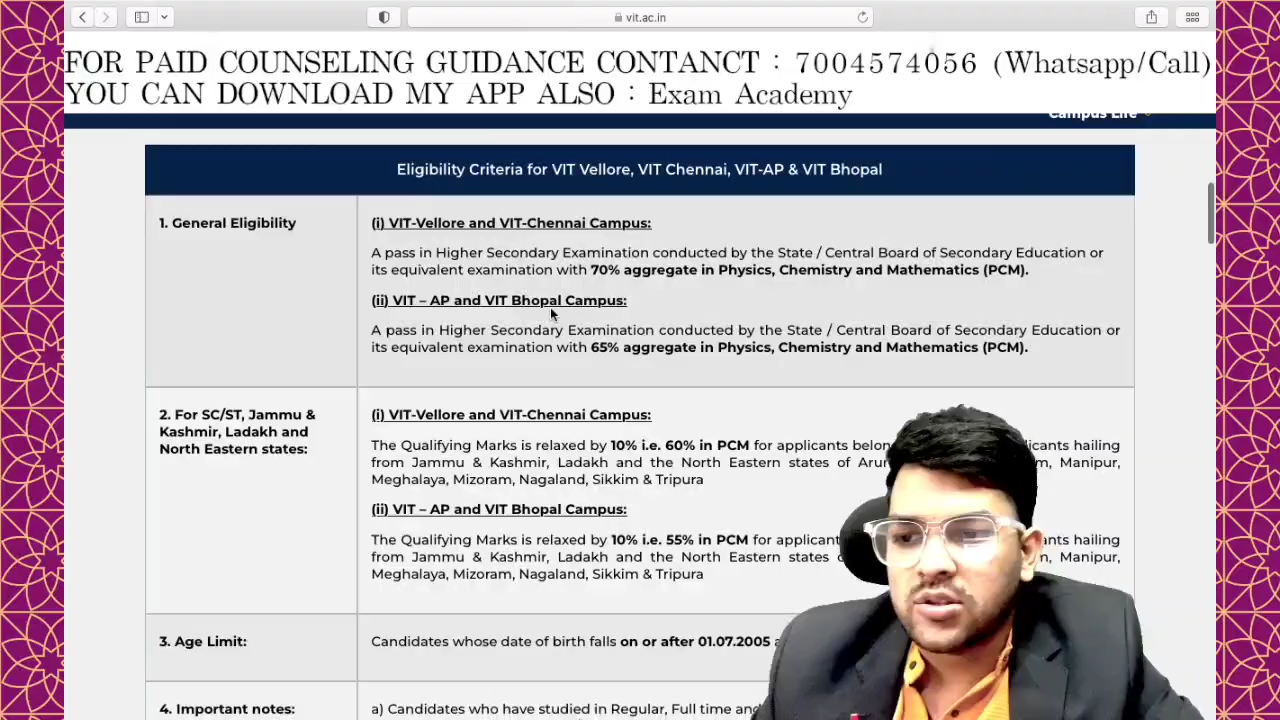 vit.ac.in
FOR PAID COUNSELING GUIDANCE CONTANCT : 7004574056 (Whatsapp/Call)
YOU CAN DOWNLOAD MY APP ALSO : Exam Academy
Campus Life
Eligibility Criteria for VIT Vellore, VIT Chennai, VIT-AP & VIT Bhopal
1. General Eligibility
(i) VIT-Vellore and VIT-Chennai Campus:
A pass in Higher Secondary Examination conducted by the State / Central Board of Secondary Education or
its equivalent examination with 70% aggregate in Physics, Chemistry and Mathematics (PCM).
(ii) VIT – AP and VIT Bhopal Campus:
A pass in Higher Secondary Examination conducted by the State / Central Board of Secondary Education or
its equivalent examination with 65% aggregate in Physics, Chemistry and Mathematics (PCM).
2. For SC/ST, Jammu &
Kashmir, Ladakh and
North Eastern states:
(i) VIT-Vellore and VIT-Chennai Campus:
The Qualifying Marks is relaxed by 10% i.e. 60% in PCM for applicants hailing
from Jammu & Kashmir, Ladakh and the North Eastern states of Manipur,
Meghalaya, Mizoram, Nagaland, Sikkim & Tripura
(ii) VIT – AP and VIT Bhopal Campus:
The Qualifying Marks is relaxed by 10% i.e. 55% in PCM for hailing
from Jammu & Kashmir, Ladakh and the North Eastern states Manipur,
Meghalaya, Mizoram, Nagaland, Sikkim & Tripura
3. Age Limit:
Candidates whose date of birth falls on or after 01.07.2005
4. Important notes:
a) Candidates who have studied in Regular, Full time and